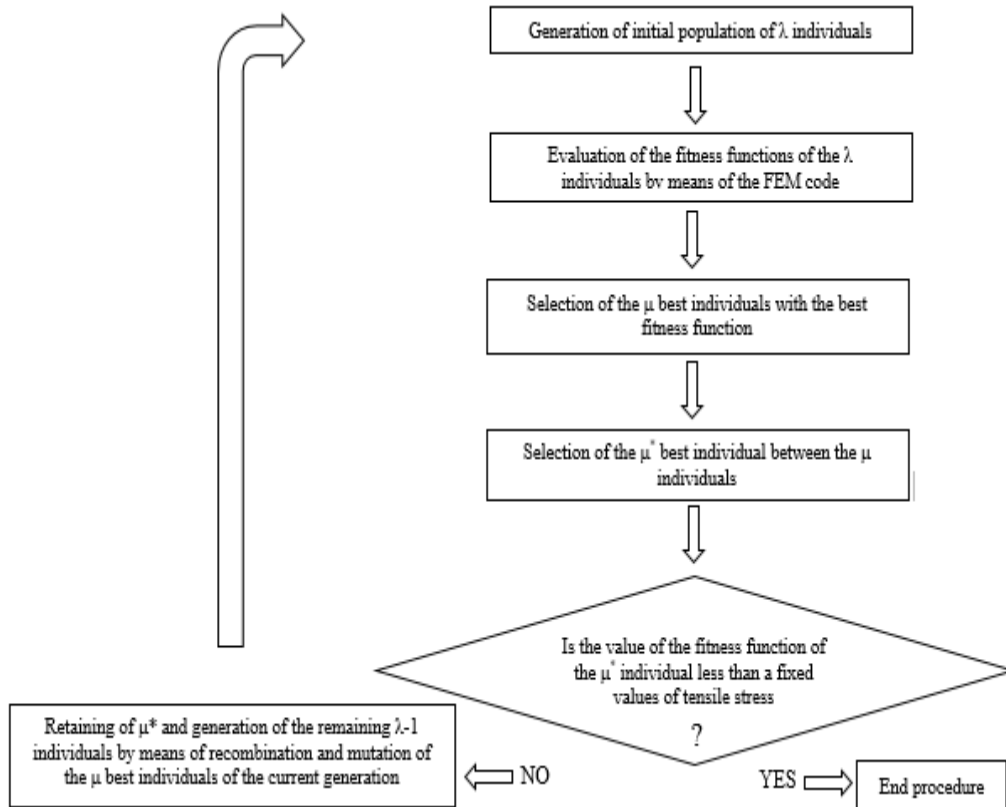 Generation of initial population of λ individuals
Evaluation of the fitness functions of the λ
individuals by means of the FEM code
Selection of the μ best individuals with the best
fitness function
Selection of the μ* best individual between the μ
individuals
Is the value of the fitness function of
the μ* individual less than a fixed
values of tensile stress
?
Retaining of μ* and generation of the remaining λ-1
individuals by means of recombination and mutation of
the μ best individuals of the current generation
NO
YES
End procedure